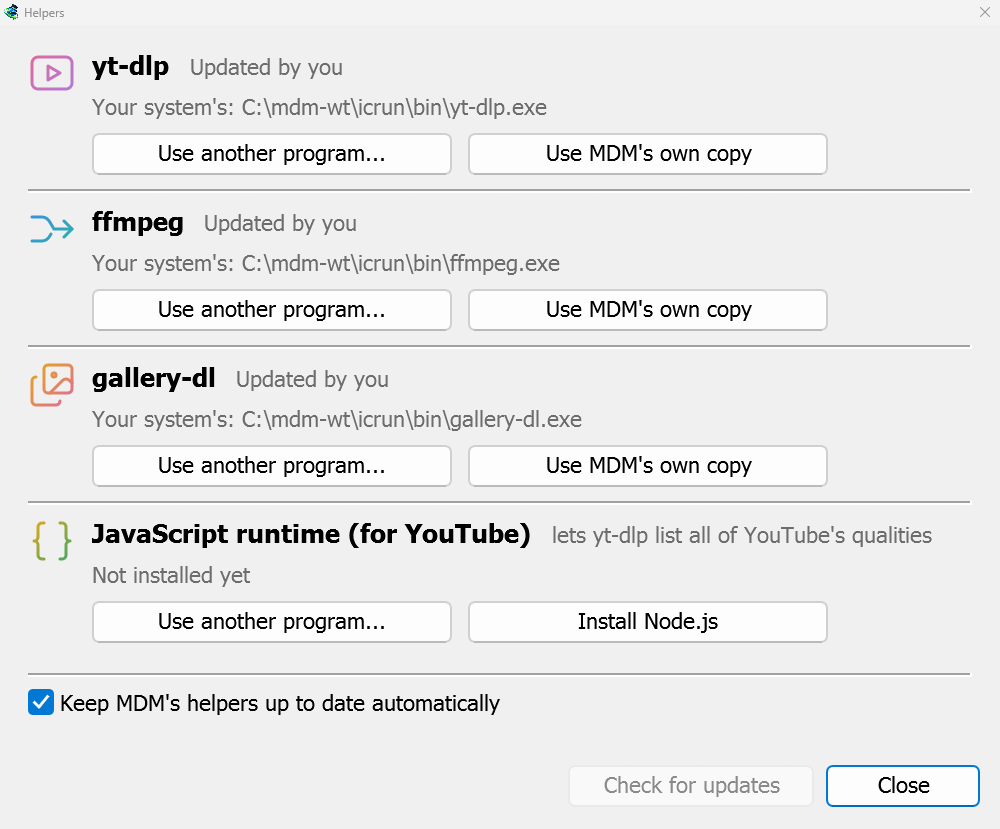 Helpers
yt-dlp Updated by you
Your system's: C:\mdm-wt\icrun\bin\yt-dlp.exe
Use another program... Use MDM's own copy
ffmpeg Updated by you
Your system's: C:\mdm-wt\icrun\bin\ffmpeg.exe
Use another program... Use MDM's own copy
gallery-dl Updated by you
Your system's: C:\mdm-wt\icrun\bin\gallery-dl.exe
Use another program... Use MDM's own copy
JavaScript runtime (for YouTube) lets yt-dlp list all of YouTube's qualities
Not installed yet
Use another program... Install Node.js
Keep MDM's helpers up to date automatically
Check for updates Close